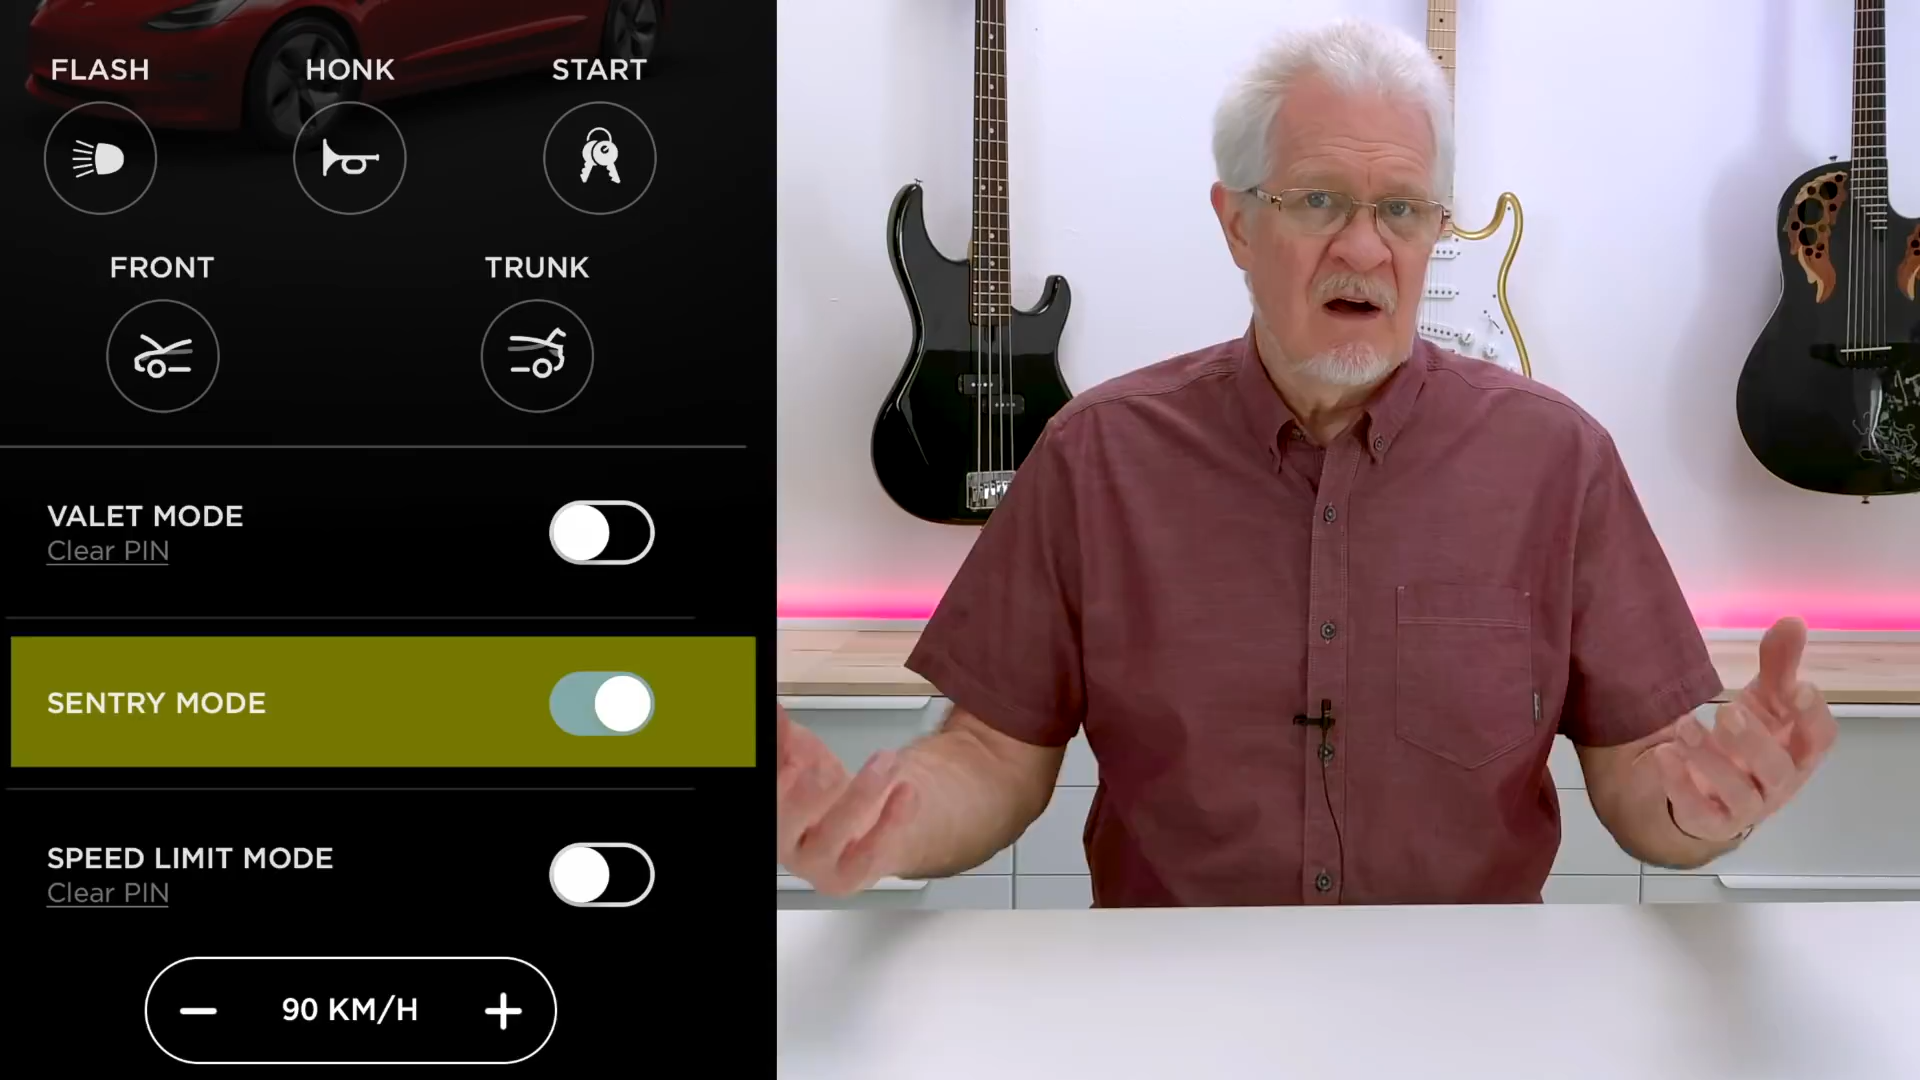 FLASH
HONK
START
FRONT
TRUNK
VALET MODE
Clear PIN
SENTRY MODE
SPEED LIMIT MODE
Clear PIN
90 KM/H